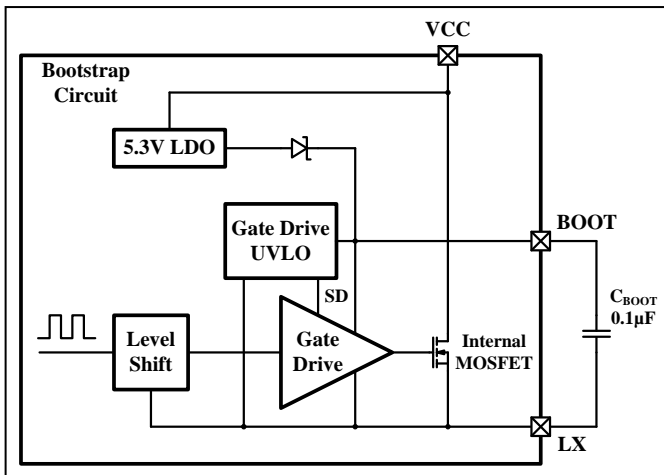 VCC
Bootstrap
Circuit
5.3V LDO
Gate Drive
UVLO
BOOT
SD
C_BOOT
0.1µF
Level
Shift
Gate
Drive
Internal
MOSFET
LX